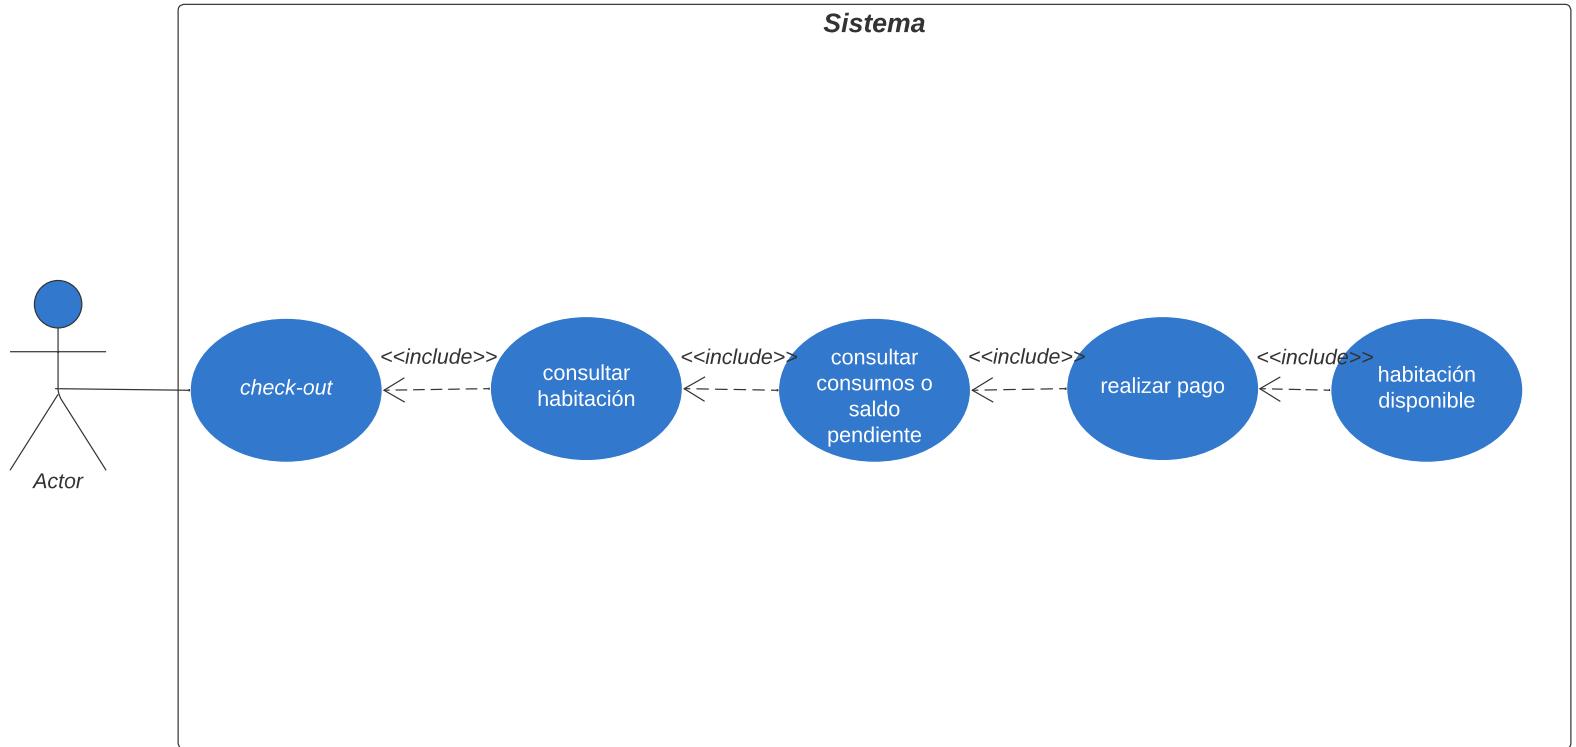 Sistema
<<include>>
<<include>>
<<include>>
<<include>>
check-out
consultar
habitación
consultar
consumos o
saldo
pendiente
realizar pago
habitación
disponible
Actor